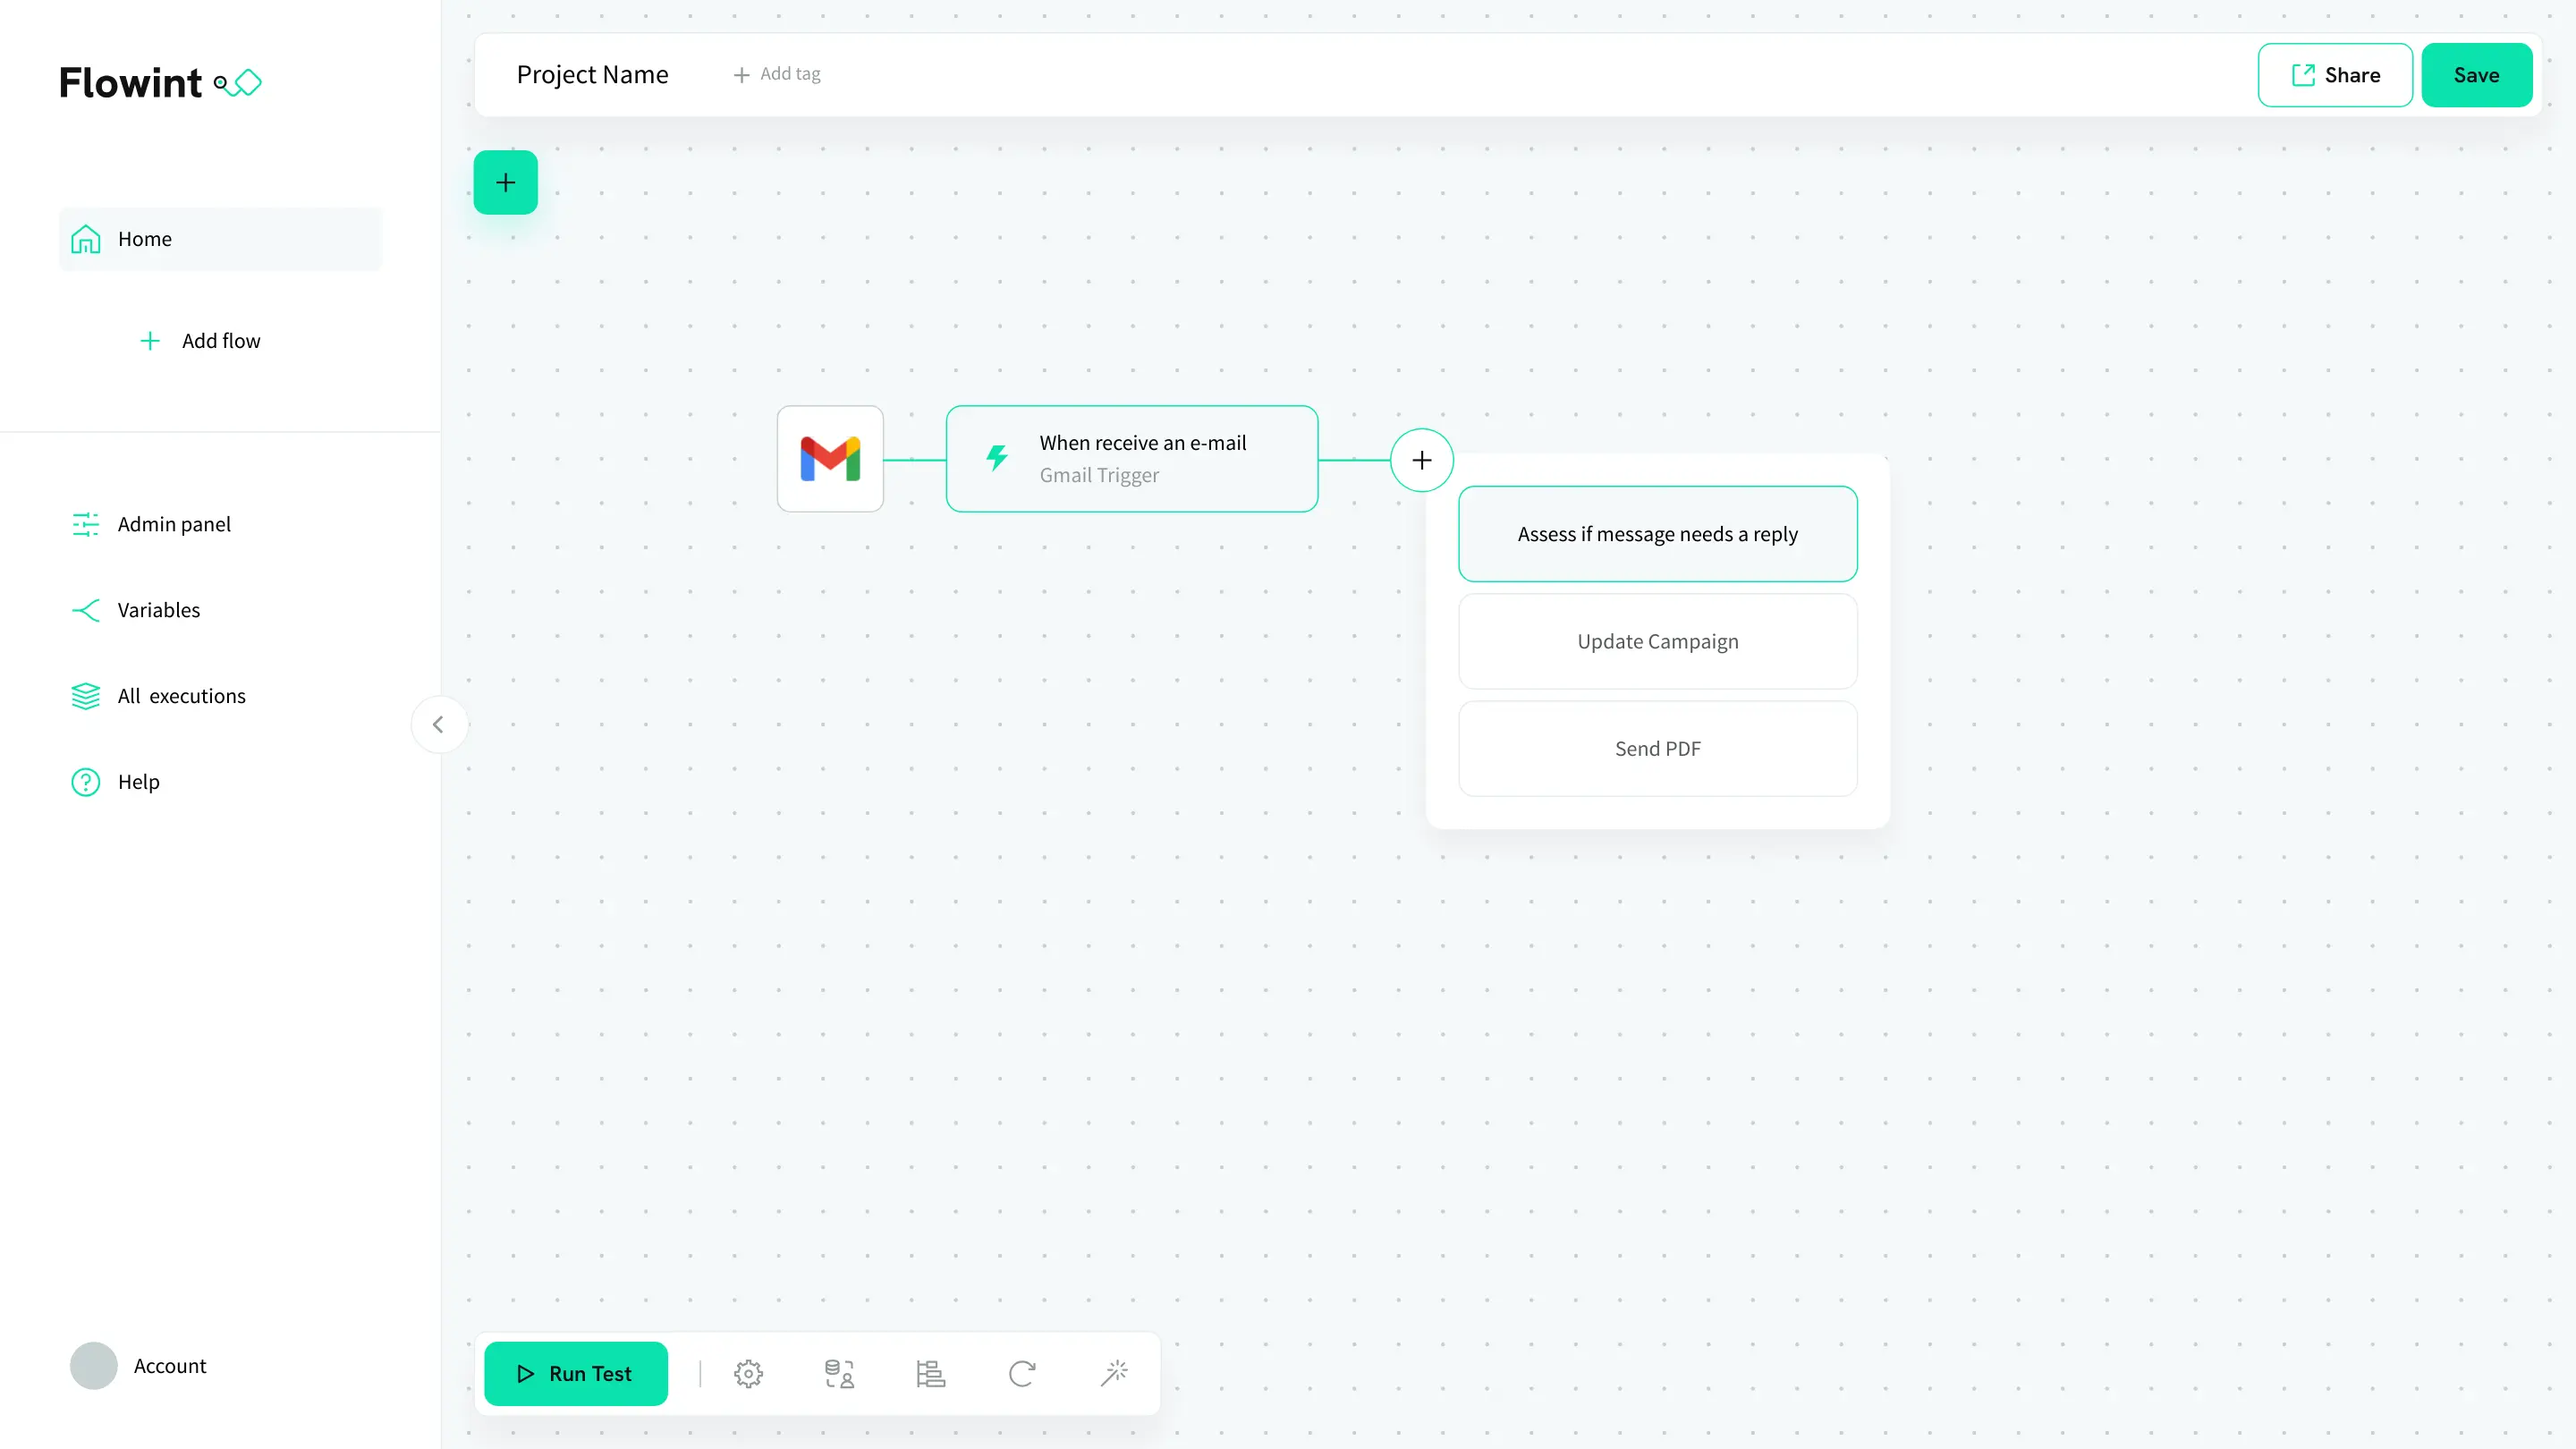 Flowint
Home
Add flow
Admin panel
Variables
All executions
Help
Account
Project Name
Add tag
Share
Save
When receive an e-mail
Gmail Trigger
Assess if message needs a reply
Update Campaign
Send PDF
Run Test